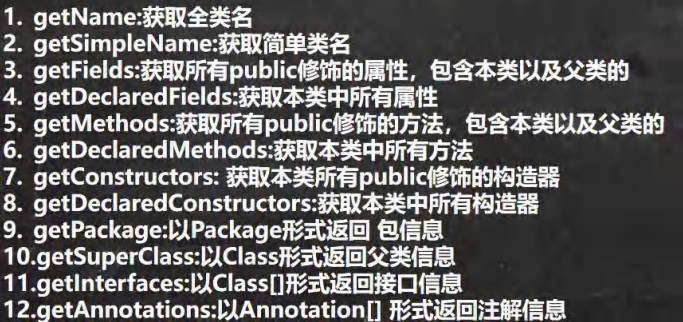 1. getName:获取全类名
2. getSimpleName:获取简单类名
3. getFields:获取所有public修饰的属性，包含本类以及父类的
4. getDeclaredFields:获取本类中所有属性
5. getMethods:获取所有public修饰的方法，包含本类以及父类的
6. getDeclaredMethods:获取本类中所有方法
7. getConstructors: 获取本类所有public修饰的构造器
8. getDeclaredConstructors:获取本类中所有构造器
9. getPackage:以Package形式返回 包信息
10.getSuperClass:以Class形式返回父类信息
11.getInterfaces:以Class[]形式返回接口信息
12.getAnnotations:以Annotation[] 形式返回注解信息